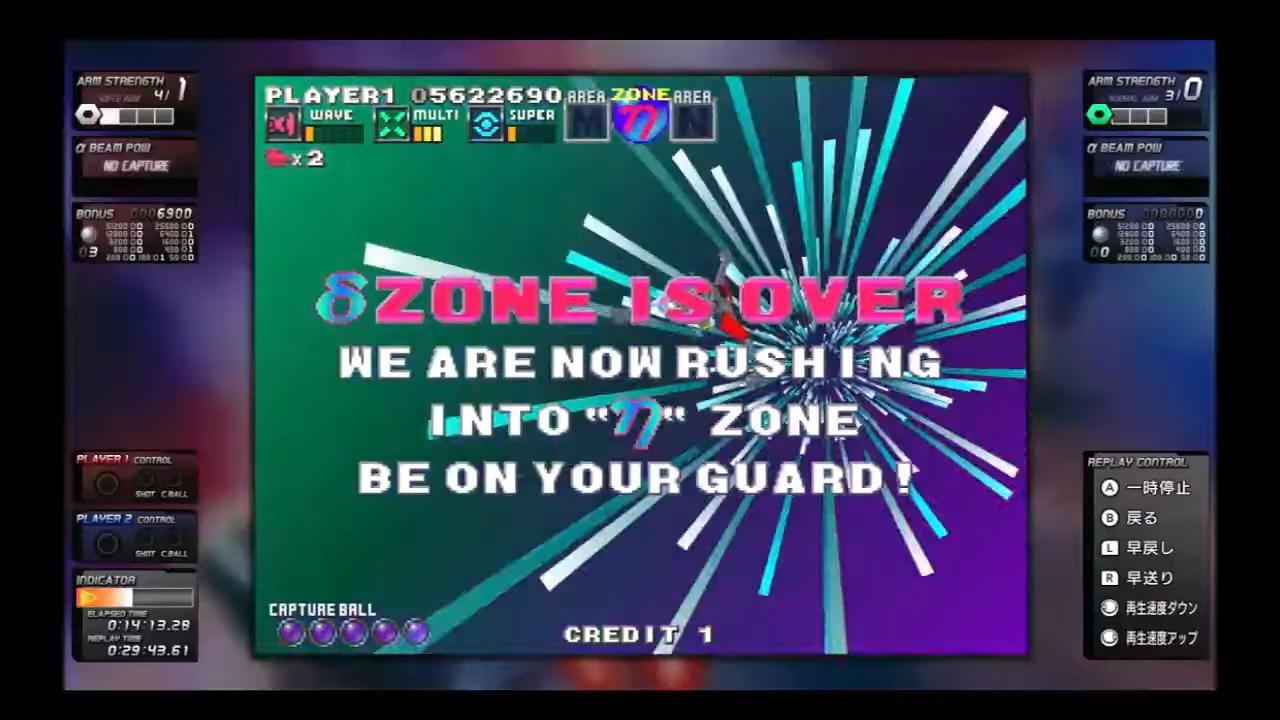 ARM STRENGTH
4/1
α BEAM POW
NO CAPTURE
BONUS 0006900
03
PLAYER1 05622690 AREA ZONE AREA
WAVE MULTI SUPER M η N
x 2
δ ZONE IS OVER
WE ARE NOW RUSHING
INTO "η" ZONE
BE ON YOUR GUARD!
CAPTURE BALL
CREDIT 1
PLAYER 1 CONTROL
SHOT C.BALL
PLAYER 2 CONTROL
SHOT C.BALL
INDICATOR
ELAPSED TIME
0:14:13.28
REPLAY TIME
0:29:43.61
ARM STRENGTH
NORMAL ARM 3/0
α BEAM POW
NO CAPTURE
BONUS 0000000
00
REPLAY CONTROL
A 一時停止
B 戻る
L 早戻し
R 早送り
再生速度ダウン
再生速度アップ